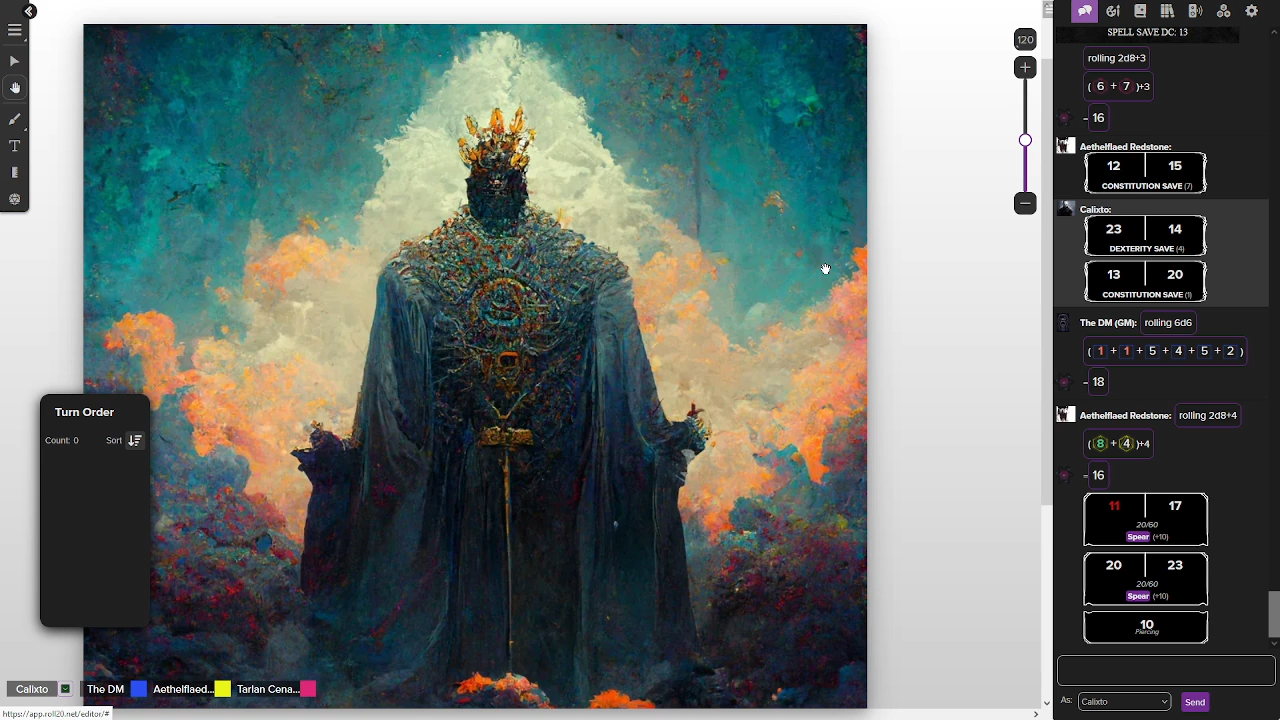 120
SPELL SAVE DC: 13
rolling 2d8+3
(6+7)+3
=16
Aethelflaed Redstone:
12 15
CONSTITUTION SAVE (7)
Calixto:
23 14
DEXTERITY SAVE (4)
13 20
CONSTITUTION SAVE (1)
The DM (GM): rolling 6d6
(1+1+5+4+5+2)
=18
Aethelflaed Redstone: rolling 2d8+4
(8+4)+4
=16
11 17
20/60
Spear (+10)
20 23
20/60
Spear (+10)
10
Piercing
Turn Order
Count: 0 Sort
Calixto The DM Aethelflaed... Tarlan Cena...
https://app.roll20.net/editor/#
As: Calixto Send